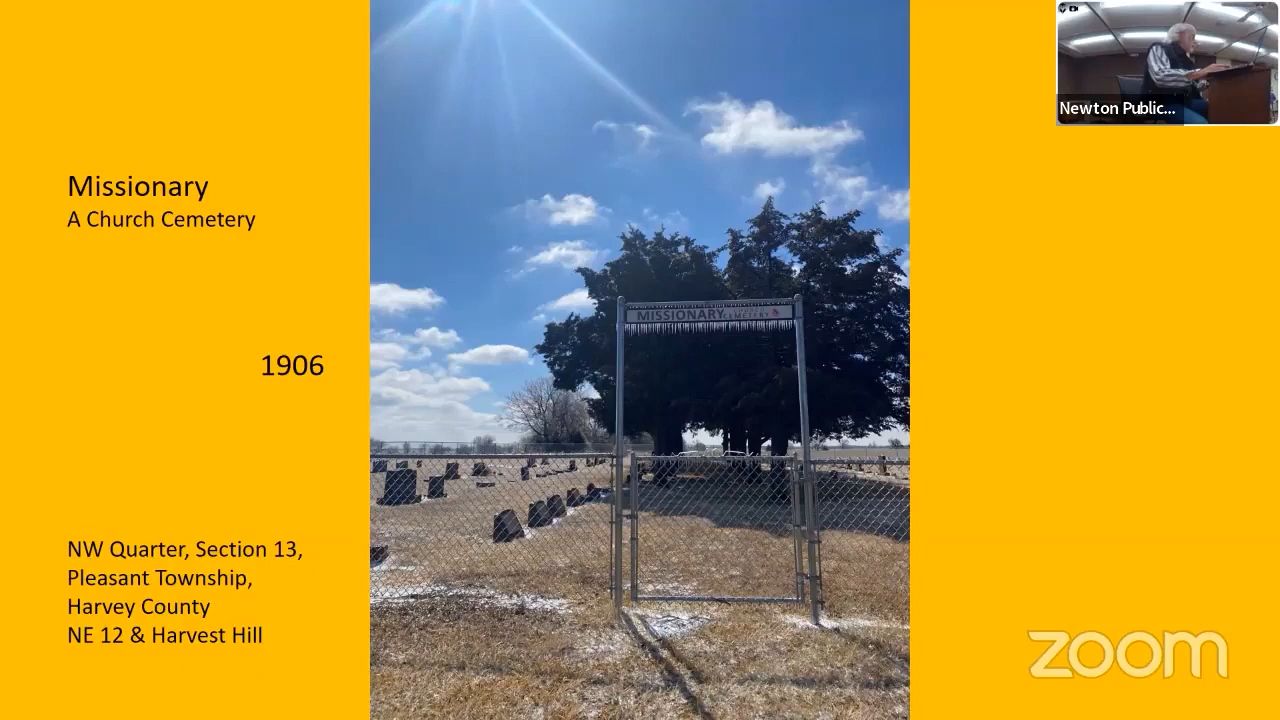 Missionary
A Church Cemetery
1906
NW Quarter, Section 13,
Pleasant Township,
Harvey County
NE 12 & Harvest Hill
MISSIONARY
CEMETERY
Newton Public...
zoom